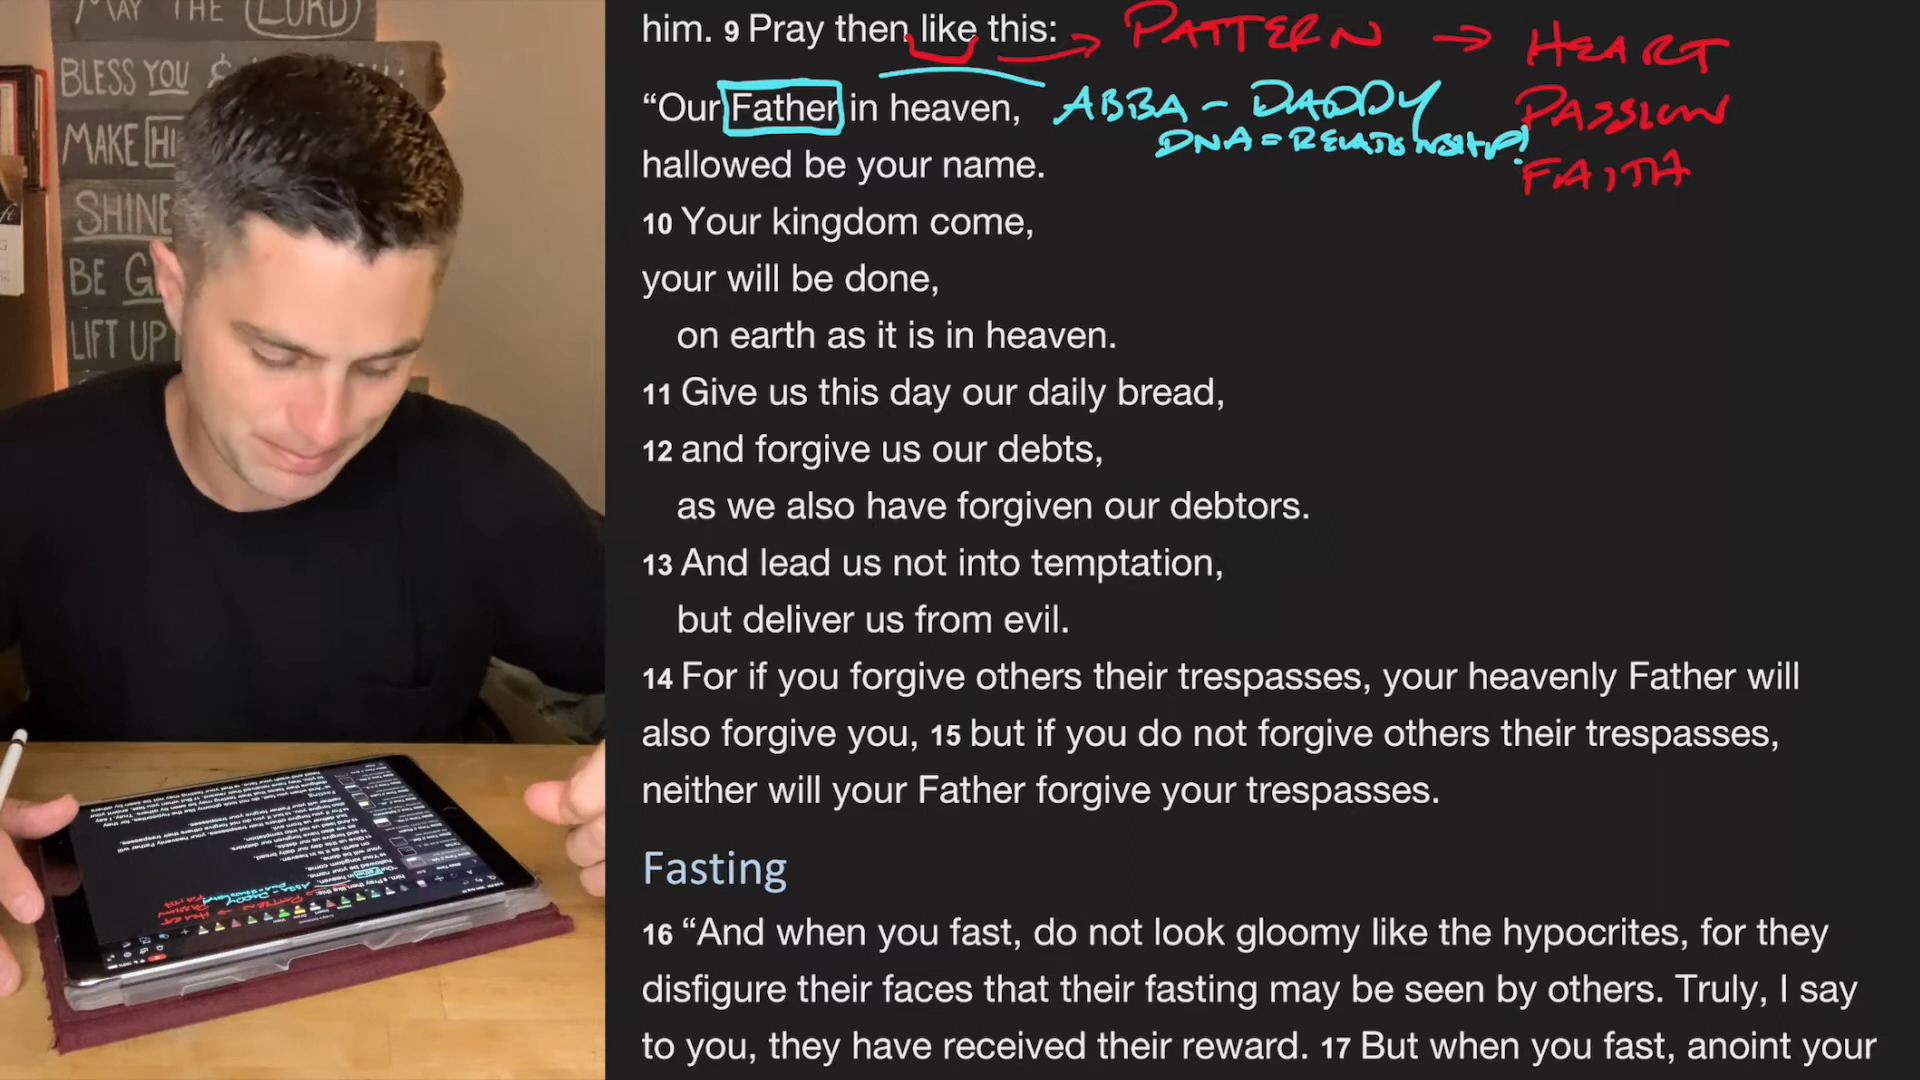 MAY THE LORD
BLESS YOU &
MAKE HI
SHINE
BE G
LIFT UP
him. 9 Pray then like this: → PATTERN → HEART
“Our Father in heaven, ABBA - DADDY PASSION
DNA = RELATIONSHIP!
hallowed be your name. FAITH
10 Your kingdom come,
your will be done,
on earth as it is in heaven.
11 Give us this day our daily bread,
12 and forgive us our debts,
as we also have forgiven our debtors.
13 And lead us not into temptation,
but deliver us from evil.
14 For if you forgive others their trespasses, your heavenly Father will
also forgive you, 15 but if you do not forgive others their trespasses,
neither will your Father forgive your trespasses.
Fasting
16 “And when you fast, do not look gloomy like the hypocrites, for they
disfigure their faces that their fasting may be seen by others. Truly, I say
to you, they have received their reward. 17 But when you fast, anoint your